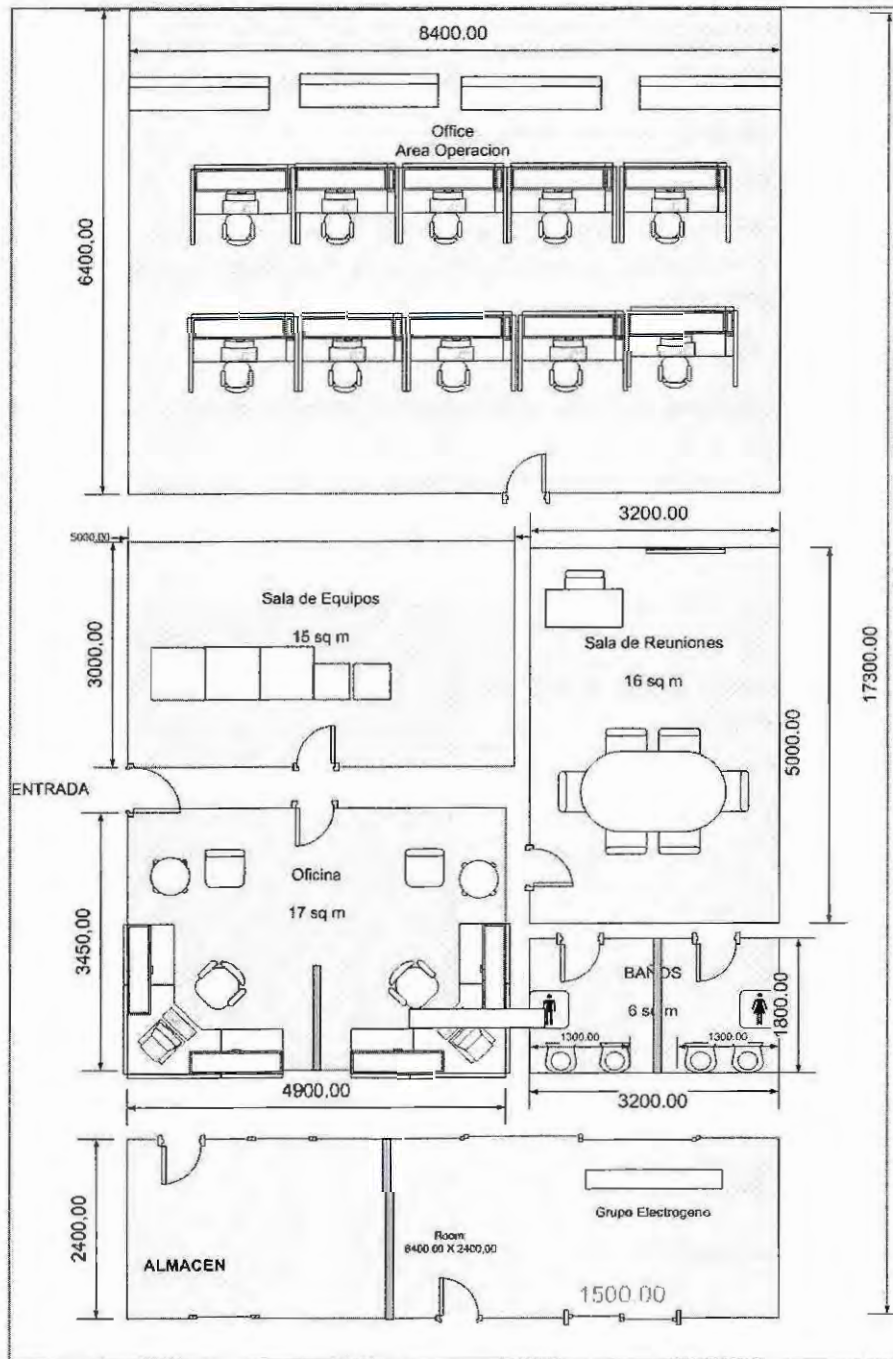 8400.00
Office
Area Operacion
6400,00
3200.00
5000,00
3000,00
Sala de Equipos
15 sq m
Sala de Reuniones
16 sq m
17300.00
5000.00
ENTRADA
Oficina
17 sq m
3450,00
BAÑOS
6 sq m
1800.00
1300.00
1300.00
4900.00
3200.00
2400,00
Grupo Electrogeno
Room:
8400.00 X 2400,00
ALMACEN
1500.00